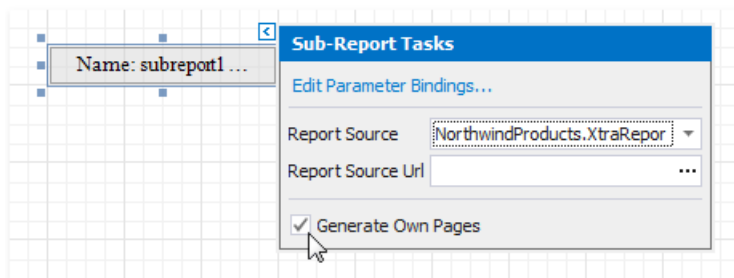 Name: subreport1 ...
Sub-Report Tasks
Edit Parameter Bindings...
Report Source NorthwindProducts.XtraRepor
Report Source Url ...
Generate Own Pages